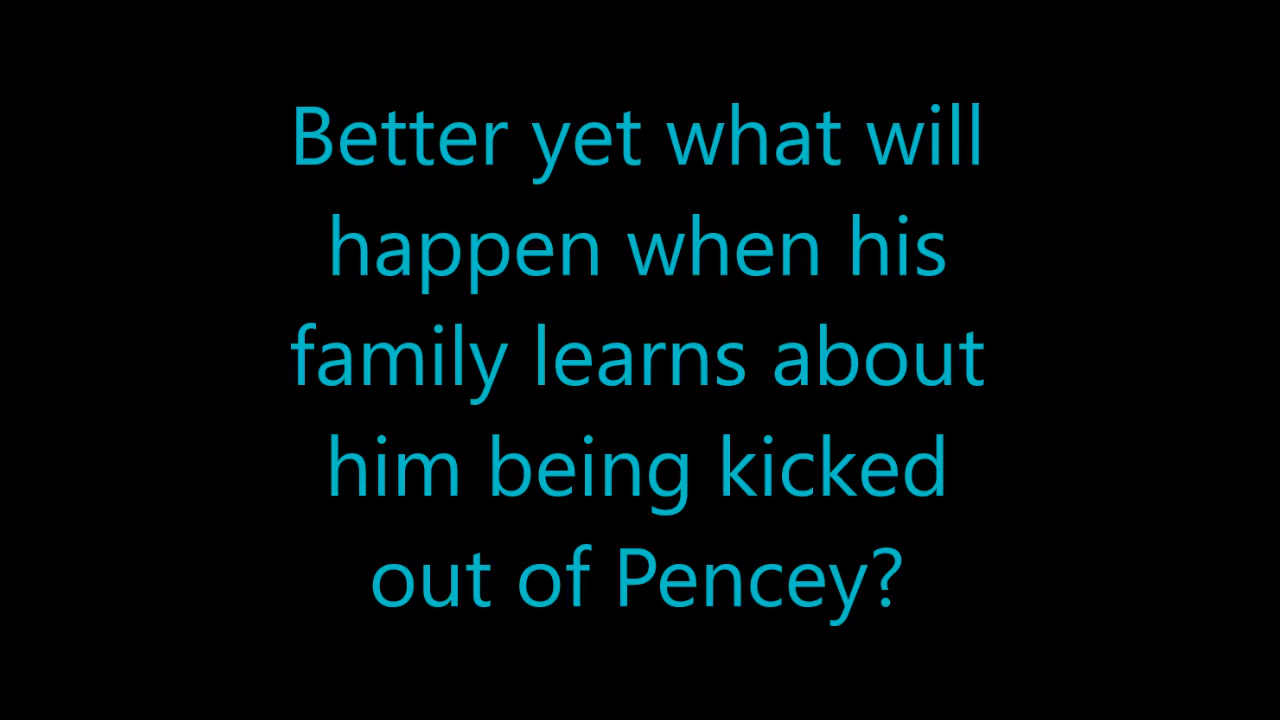 Better yet what will
happen when his
family learns about
him being kicked
out of Pencey?